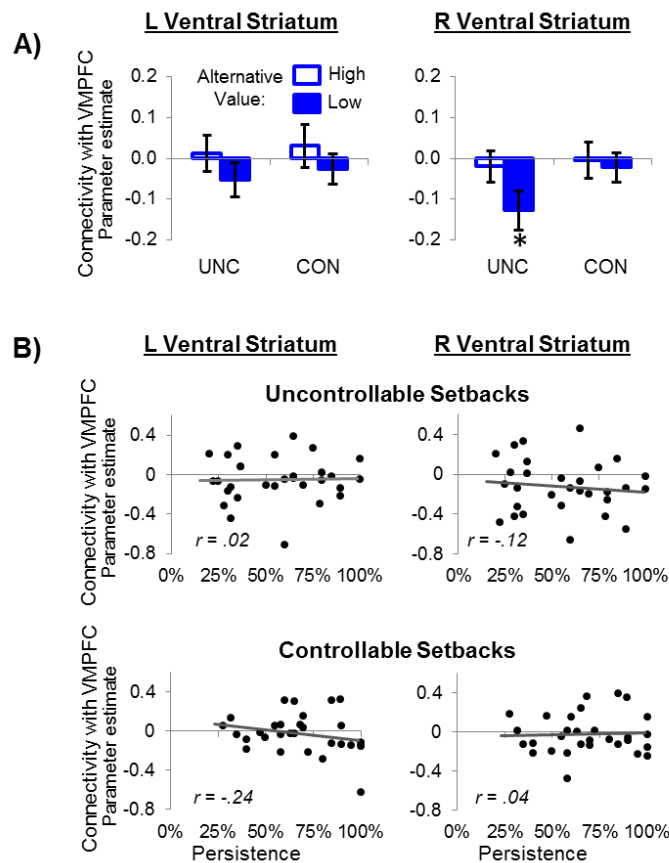 L Ventral Striatum
R Ventral Striatum
A)
Connectivity with VMPFC
Parameter estimate
0.2
0.1
0.0
-0.1
-0.2
Alternative
Value:
High
Low
UNC
CON
0.2
0.1
0.0
-0.1
-0.2
*
UNC
CON
B)
L Ventral Striatum
R Ventral Striatum
Uncontrollable Setbacks
Connectivity with VMPFC
Parameter estimate
0.4
0
-0.4
-0.8
r = .02
0% 25% 50% 75% 100%
0.4
0
-0.4
-0.8
r = -.12
0% 25% 50% 75% 100%
Controllable Setbacks
Connectivity with VMPFC
Parameter estimate
0.4
0
-0.4
-0.8
r = -.24
0% 25% 50% 75% 100%
Persistence
0.4
0
-0.4
-0.8
r = .04
0% 25% 50% 75% 100%
Persistence